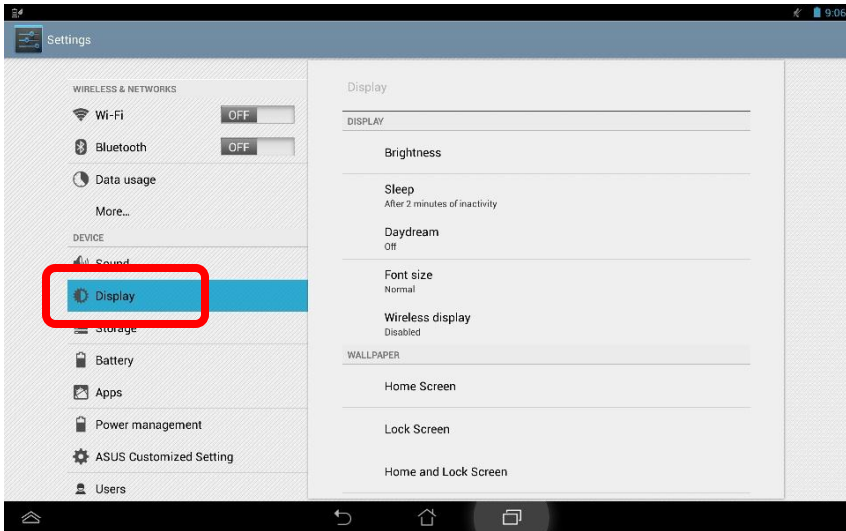 9:06
Settings
WIRELESS & NETWORKS
Wi-Fi
OFF
Bluetooth
OFF
Data usage
More...
DEVICE
Sound
Display
Storage
Battery
Apps
Power management
ASUS Customized Setting
Users
Display
DISPLAY
Brightness
Sleep
After 2 minutes of inactivity
Daydream
Off
Font size
Normal
Wireless display
Disabled
WALLPAPER
Home Screen
Lock Screen
Home and Lock Screen